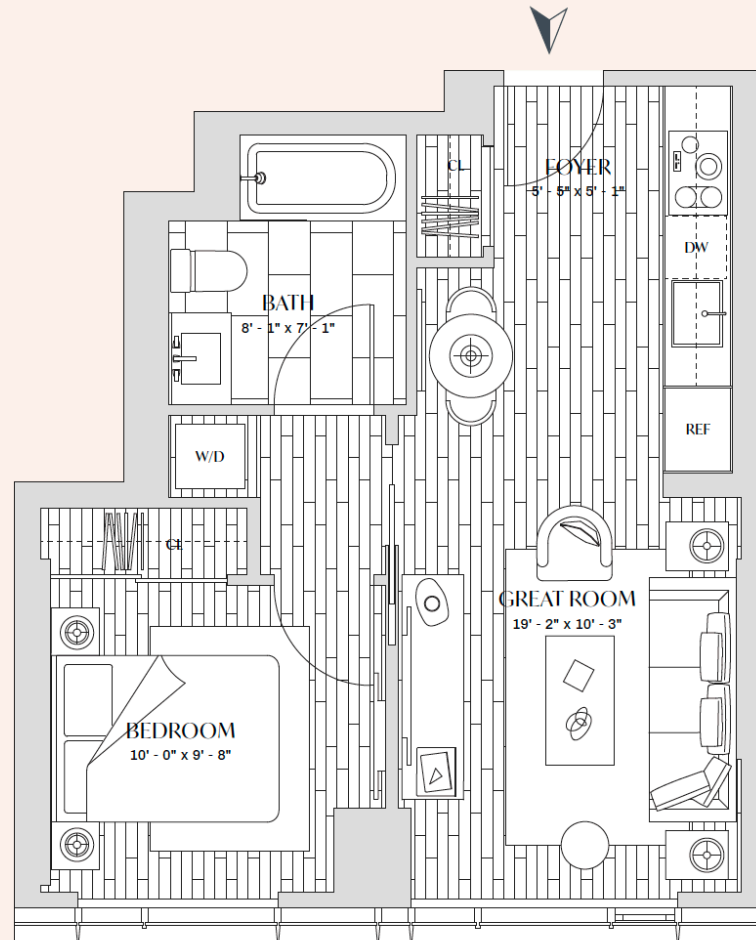 CL
FOYER
5' - 5" x 5' - 1"
DW
BATH
8' - 1" x 7' - 1"
REF
W/D
CL
GREAT ROOM
19' - 2" x 10' - 3"
BEDROOM
10' - 0" x 9' - 8"